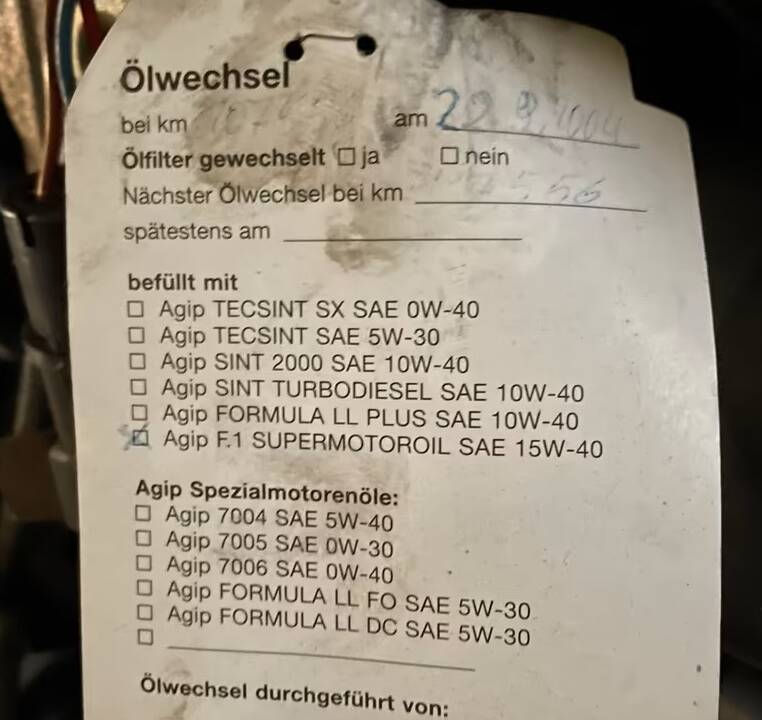 Ölwechsel
bei km am 29.9.2004
Ölfilter gewechselt ☐ ja ☐ nein
Nächster Ölwechsel bei km
spätestens am
befüllt mit
☐ Agip TECSINT SX SAE 0W-40
☐ Agip TECSINT SAE 5W-30
☐ Agip SINT 2000 SAE 10W-40
☐ Agip SINT TURBODIESEL SAE 10W-40
☐ Agip FORMULA LL PLUS SAE 10W-40
☒ Agip F.1 SUPERMOTOROIL SAE 15W-40
Agip Spezialmotorenöle:
☐ Agip 7004 SAE 5W-40
☐ Agip 7005 SAE 0W-30
☐ Agip 7006 SAE 0W-40
☐ Agip FORMULA LL FO SAE 5W-30
☐ Agip FORMULA LL DC SAE 5W-30
☐
Ölwechsel durchgeführt von: